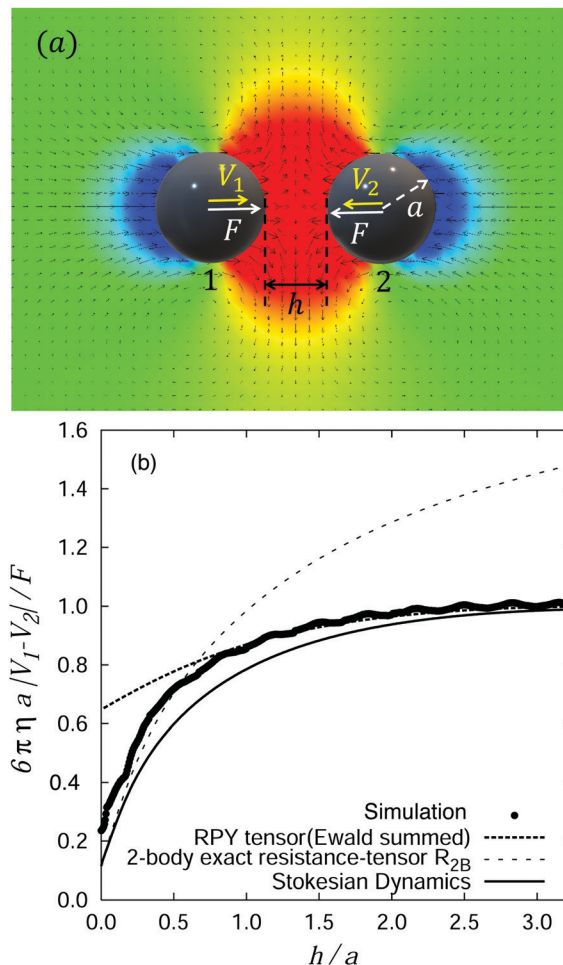 (a)
V₁
V₂
F
F
a
1
2
h
(b)
1.6
1.4
1.2
1.0
0.8
0.6
0.4
0.2
0.0
6πη a |V₁-V₂| / F
Simulation
RPY tensor(Ewald summed)
2-body exact resistance-tensor R₂B
Stokesian Dynamics
0.0 0.5 1.0 1.5 2.0 2.5 3.0
h/a